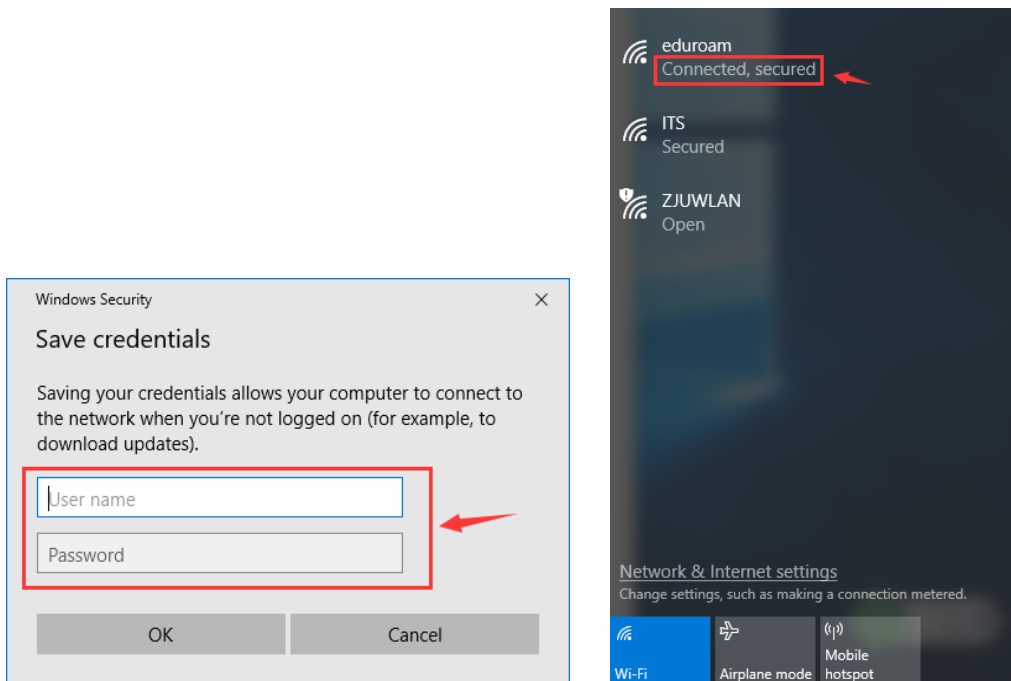 Windows Security
Save credentials
Saving your credentials allows your computer to connect to
the network when you're not logged on (for example, to
download updates).
User name
Password
OK
Cancel
eduroam
Connected, secured
ITS
Secured
ZJUWLAN
Open
Network & Internet settings
Change settings, such as making a connection metered.
Wi-Fi
Airplane mode
Mobile
hotspot